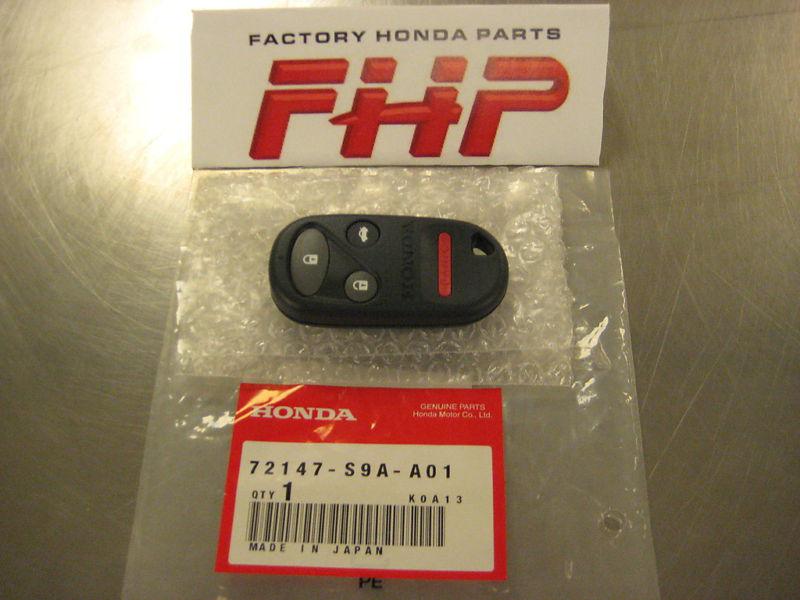 FACTORY HONDA PARTS
FHP
HONDA
PANIC
HONDA
GENUINE PARTS
Honda Motor Co., Ltd.
72147-S9A-A01
QTY 1
K0A13
MADE IN JAPAN
PE